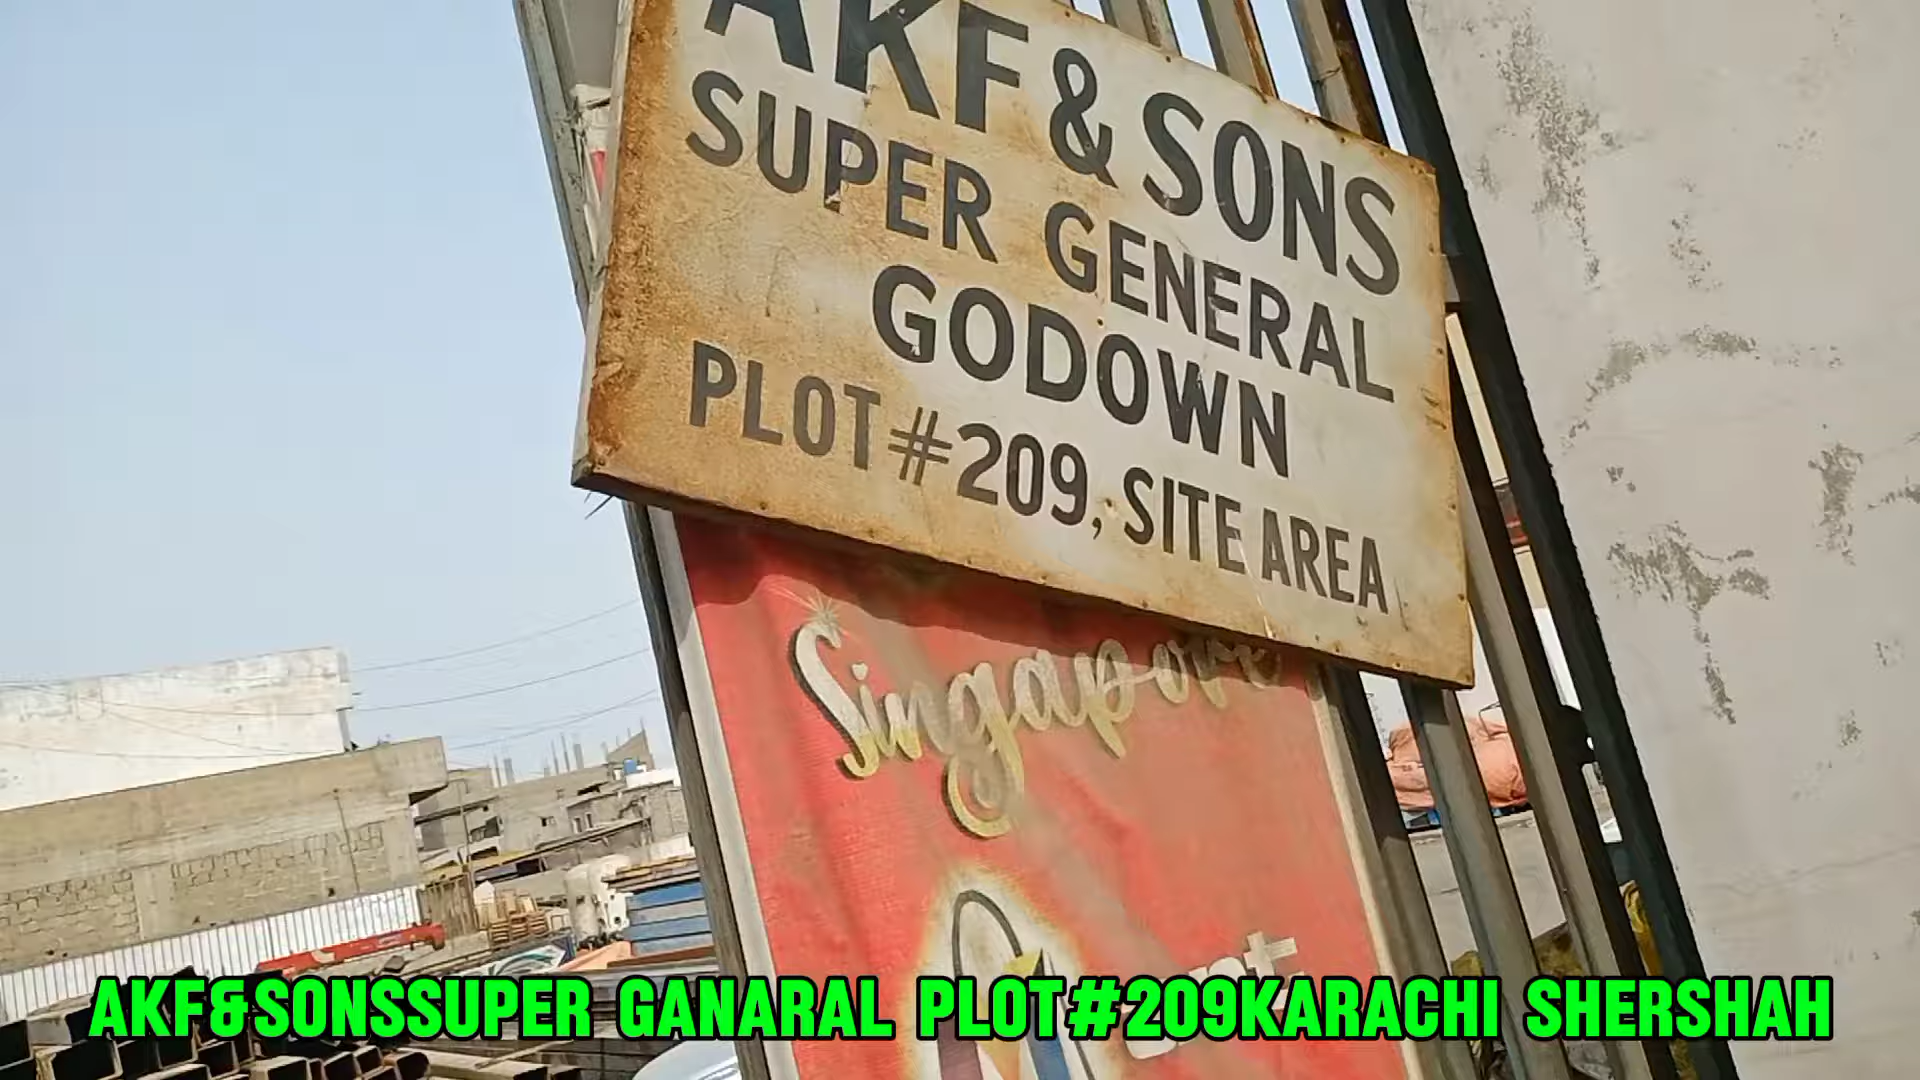 AKF & SONS
SUPER GENERAL
GODOWN
PLOT #209, SITE AREA
Singapore
AKF&SONSSUPER GANARAL PLOT#209KARACHI SHERSHAH